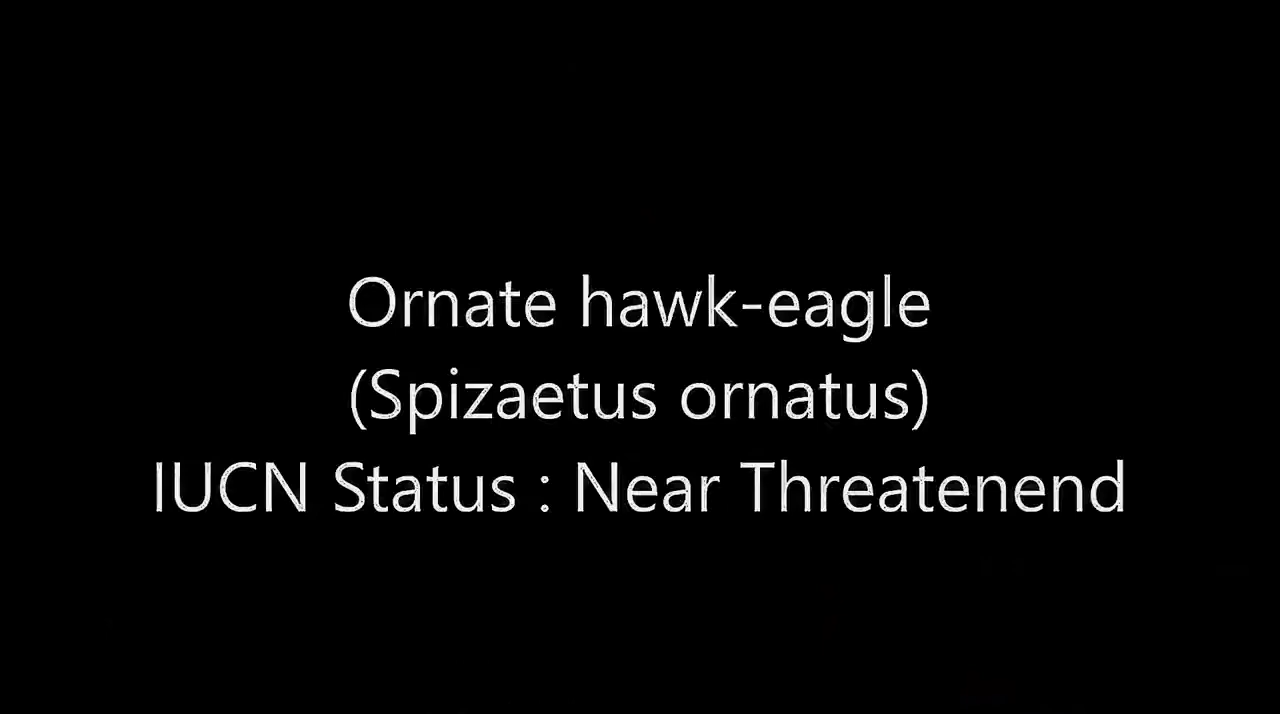 Ornate hawk-eagle
(Spizaetus ornatus)
IUCN Status : Near Threatenend